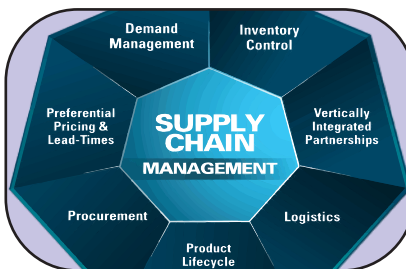 Demand
Management
Inventory
Control
Preferential
Pricing &
Lead-Times
SUPPLY
CHAIN
MANAGEMENT
Vertically
Integrated
Partnerships
Procurement
Logistics
Product
Lifecycle